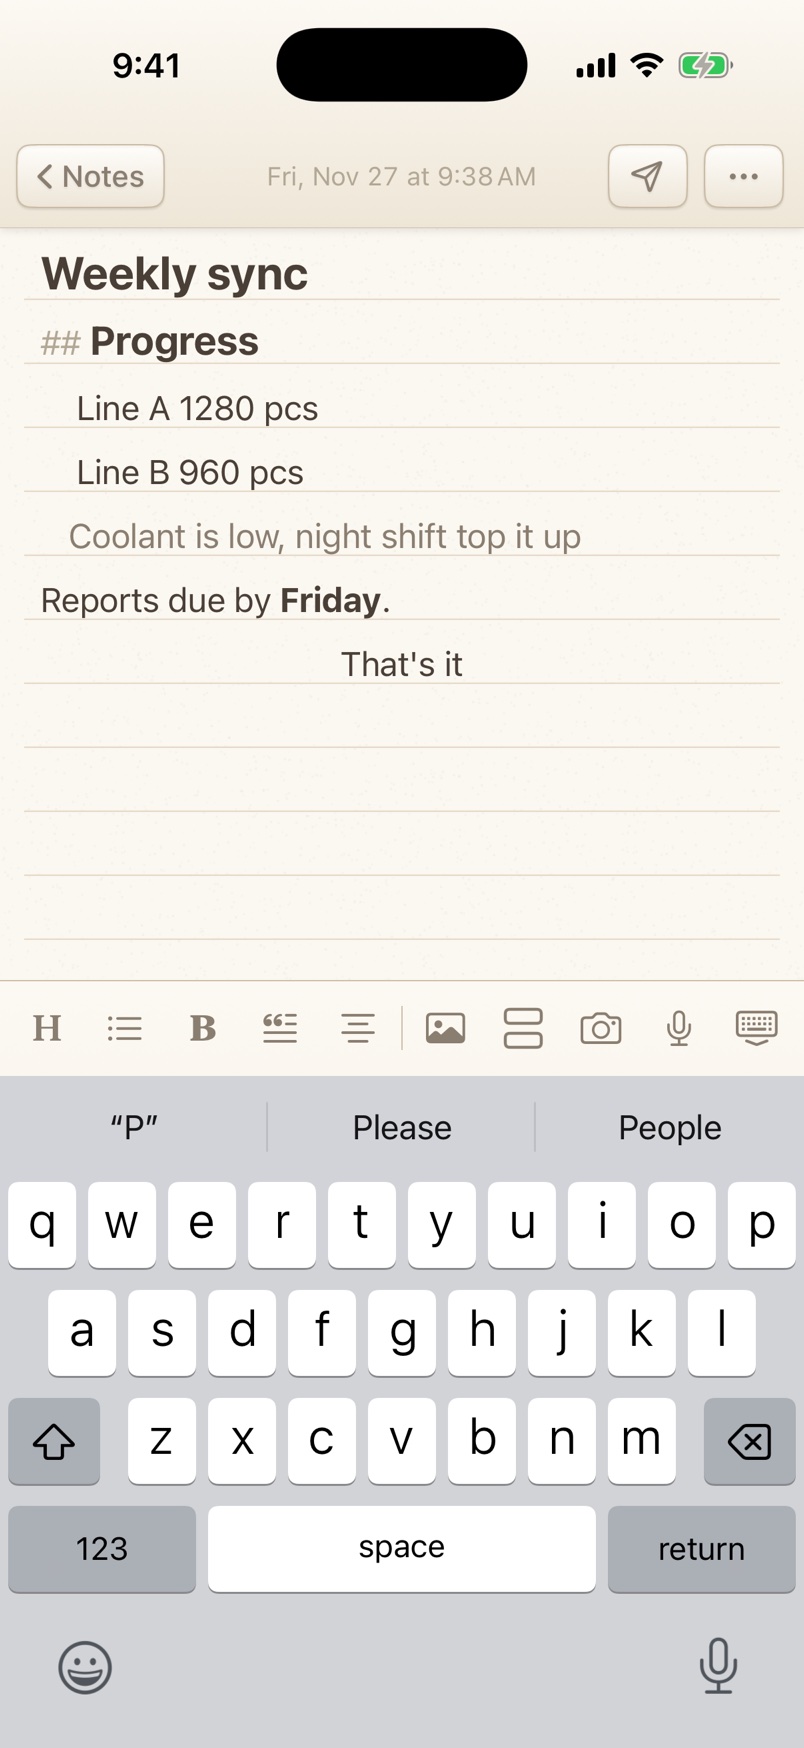 9:41
Notes
Fri, Nov 27 at 9:38 AM
Weekly sync
## Progress
Line A 1280 pcs
Line B 960 pcs
Coolant is low, night shift top it up
Reports due by Friday.
That's it
H B
“P” Please People
q w e r t y u i o p
a s d f g h j k l
z x c v b n m
123 space return